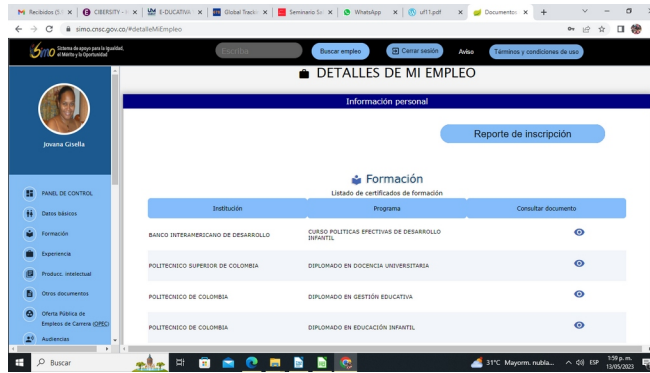 Recibidos (5
CIBERSITY -
E-DUCATIVA
Global Track
Seminario Se
WhatsApp
uf11.pdf
Documentos
simo.cnsc.gov.co/#detalleMiEmpleo
Simo Sistema de apoyo para la Igualdad,
el Mérito y la Oportunidad
Escriba
Buscar empleo
Cerrar sesión
Aviso
Términos y condiciones de uso
DETALLES DE MI EMPLEO
Información personal
Reporte de inscripción
Jovana Gisella
PANEL DE CONTROL
Datos básicos
Formación
Experiencia
Producc. intelectual
Otros documentos
Oferta Pública de
Empleos de Carrera (OPEC)
Audiencias
Formación
Listado de certificados de formación
Institución Programa Consultar documento
BANCO INTERAMERICANO DE DESARROLLO CURSO POLITICAS EFECTIVAS DE DESARROLLO
INFANTIL
POLITECNICO SUPERIOR DE COLOMBIA DIPLOMADO EN DOCENCIA UNIVERSITARIA
POLITECNICO DE COLOMBIA DIPLOMADO EN GESTIÓN EDUCATIVA
POLITECNICO DE COLOMBIA DIPLOMADO EN EDUCACIÓN INFANTIL
Buscar
31°C Mayorm. nubla...
ESP
1:59 p. m.
13/05/2023